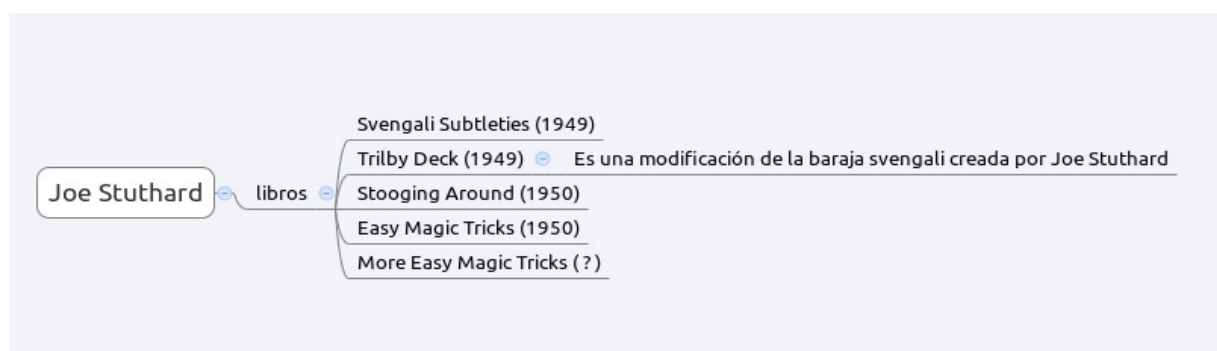 Joe Stuthard
libros
Svengali Subtleties (1949)
Trilby Deck (1949)
Es una modificación de la baraja svengali creada por Joe Stuthard
Stooging Around (1950)
Easy Magic Tricks (1950)
More Easy Magic Tricks (?)